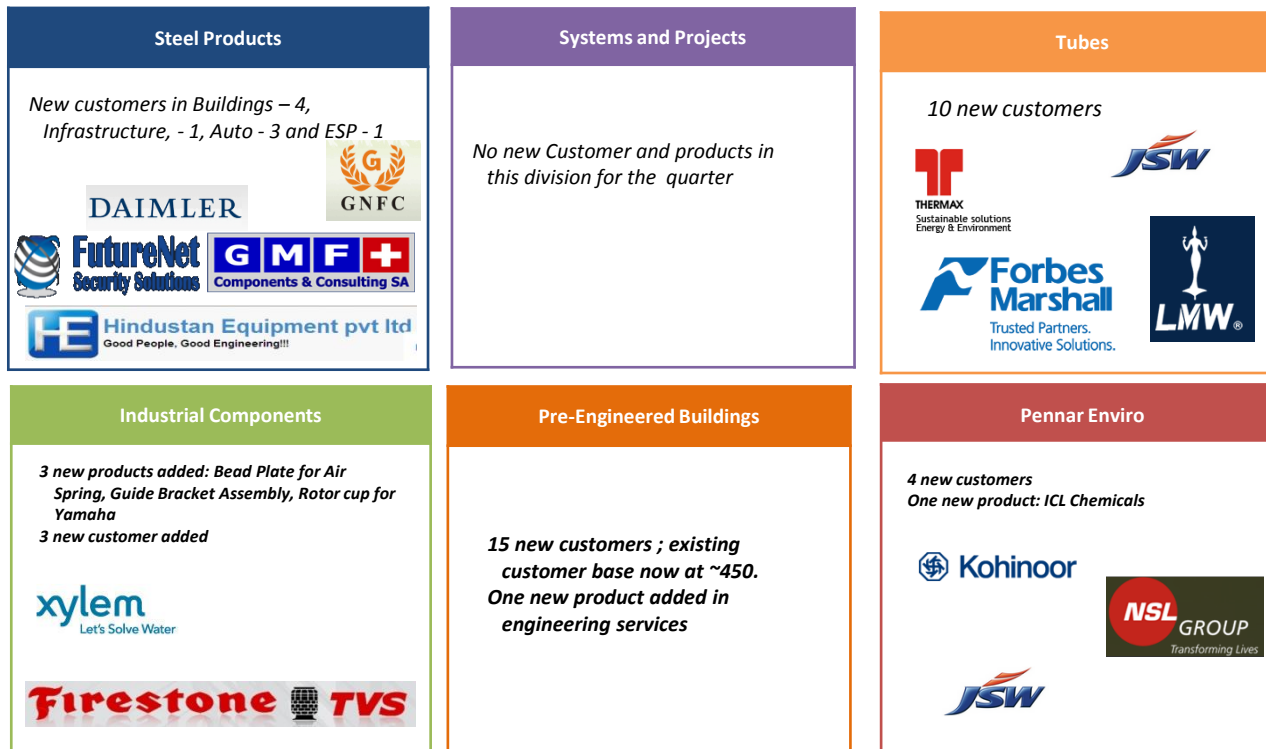 Steel Products
New customers in Buildings – 4,
Infrastructure, - 1, Auto - 3 and ESP - 1
G
GNFC
DAIMLER
FutureNet
Security Solutions
G M F
Components & Consulting SA
HE
Hindustan Equipment pvt ltd
Good People, Good Engineering!!!
Systems and Projects
No new Customer and products in
this division for the quarter
Tubes
10 new customers
THERMAX
Sustainable solutions
Energy & Environment
JSW
Forbes
Marshall
Trusted Partners.
Innovative Solutions.
LMW®
Industrial Components
3 new products added: Bead Plate for Air
Spring, Guide Bracket Assembly, Rotor cup for
Yamaha
3 new customer added
xylem
Let's Solve Water
Firestone TVS
Pre-Engineered Buildings
15 new customers ; existing
customer base now at ~450.
One new product added in
engineering services
Pennar Enviro
4 new customers
One new product: ICL Chemicals
Kohinoor
NSL
GROUP
Transforming Lives
JSW